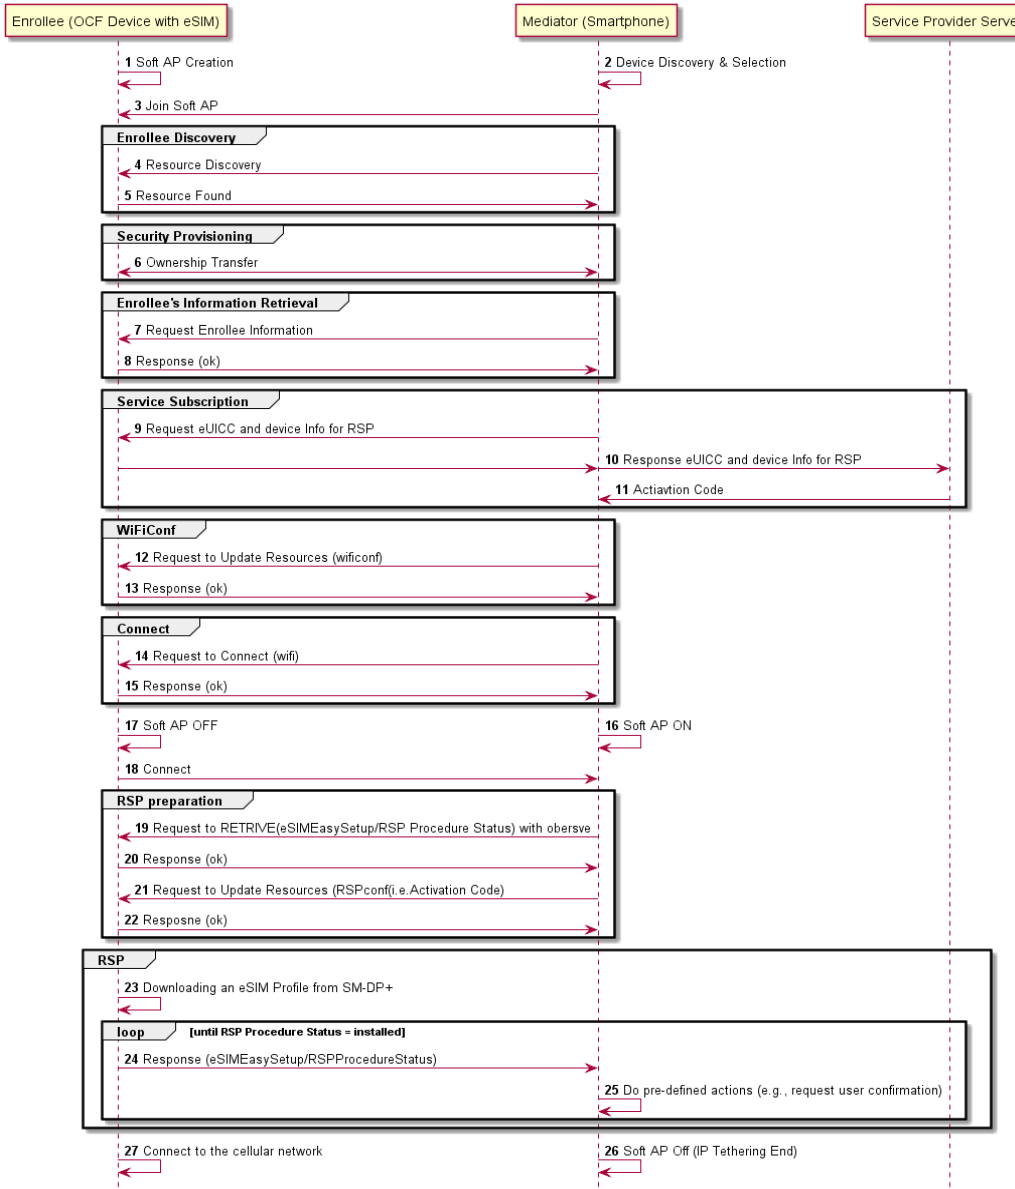 Enrollee (OCF Device with eSIM)
Mediator (Smartphone)
Service Provider Serve
1 Soft AP Creation
2 Device Discovery & Selection
3 Join Soft AP
Enrollee Discovery
4 Resource Discovery
5 Resource Found
Security Provisioning
6 Ownership Transfer
Enrollee's Information Retrieval
7 Request Enrollee Information
8 Response (ok)
Service Subscription
9 Request eUICC and device Info for RSP
10 Response eUICC and device Info for RSP
11 Actiavtion Code
WiFiConf
12 Request to Update Resources (wificonf)
13 Response (ok)
Connect
14 Request to Connect (wifi)
15 Response (ok)
17 Soft AP OFF
16 Soft AP ON
18 Connect
RSP preparation
19 Request to RETRIVE(eSIMEasySetup/RSP Procedure Status) with obersve
20 Response (ok)
21 Request to Update Resources (RSPconf(i.e.Activation Code)
22 Resposne (ok)
RSP
23 Downloading an eSIM Profile from SM-DP+
loop [until RSP Procedure Status = installed]
24 Response (eSIMEasySetup/RSPProcedureStatus)
25 Do pre-defined actions (e.g., request user confirmation)
27 Connect to the cellular network
26 Soft AP Off (IP Tethering End)